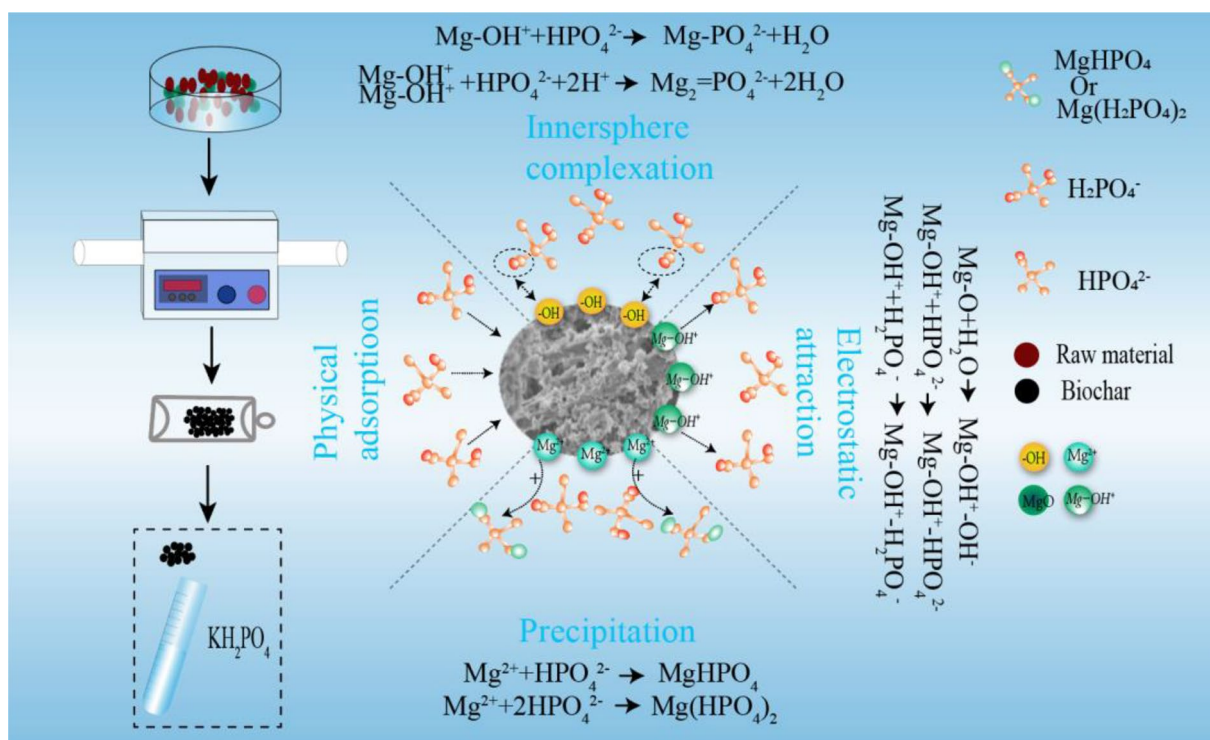 Mg-OH⁺+HPO₄²⁻→ Mg-PO₄²⁻+H₂O
Mg-OH⁺
Mg-OH⁺
+HPO₄²⁻+2H⁺→ Mg₂=PO₄²⁻+2H₂O
Innersphere
complexation
Physical
adsorption
-OH
-OH
-OH
Mg-OH⁺
Mg-OH⁺
Mg-OH⁺
Mg²⁺
Mg²⁺
Mg²⁺
+
+
Electrostatic
attraction
Mg-O+H₂O→ Mg-OH⁺-OH⁻
Mg-OH⁺+HPO₄²⁻→ Mg-OH⁺-HPO₄²⁻
Mg-OH⁺+H₂PO₄⁻→ Mg-OH⁺-H₂PO₄⁻
Precipitation
Mg²⁺+HPO₄²⁻→ MgHPO₄
Mg²⁺+2HPO₄²⁻→ Mg(HPO₄)₂
KH₂PO₄
MgHPO₄
Or
Mg(H₂PO₄)₂
H₂PO₄⁻
HPO₄²⁻
Raw material
Biochar
-OH
Mg²⁺
MgO
Mg-OH⁺